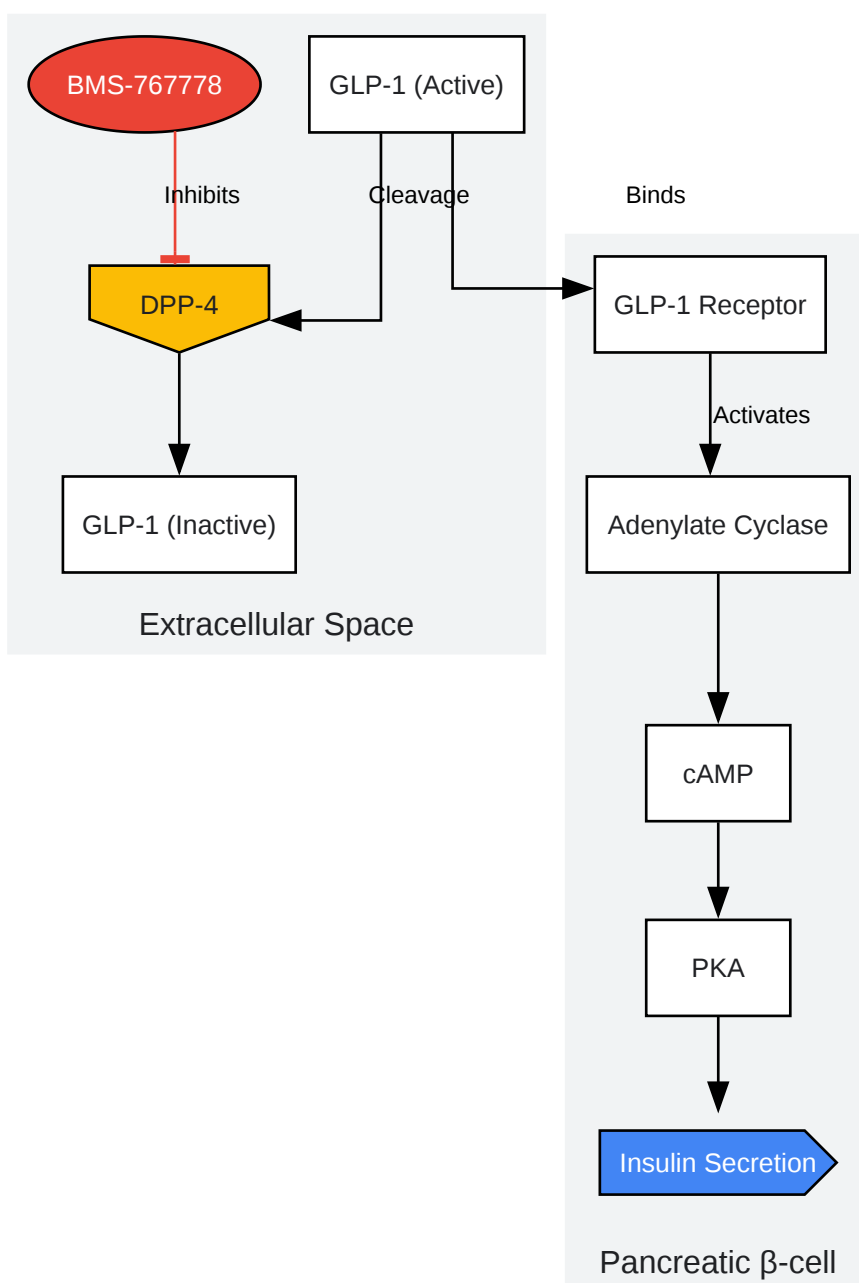 BMS-767778
GLP-1 (Active)
Inhibits
Cleavage
Binds
DPP-4
GLP-1 Receptor
Activates
GLP-1 (Inactive)
Adenylate Cyclase
Extracellular Space
cAMP
PKA
Insulin Secretion
Pancreatic β-cell